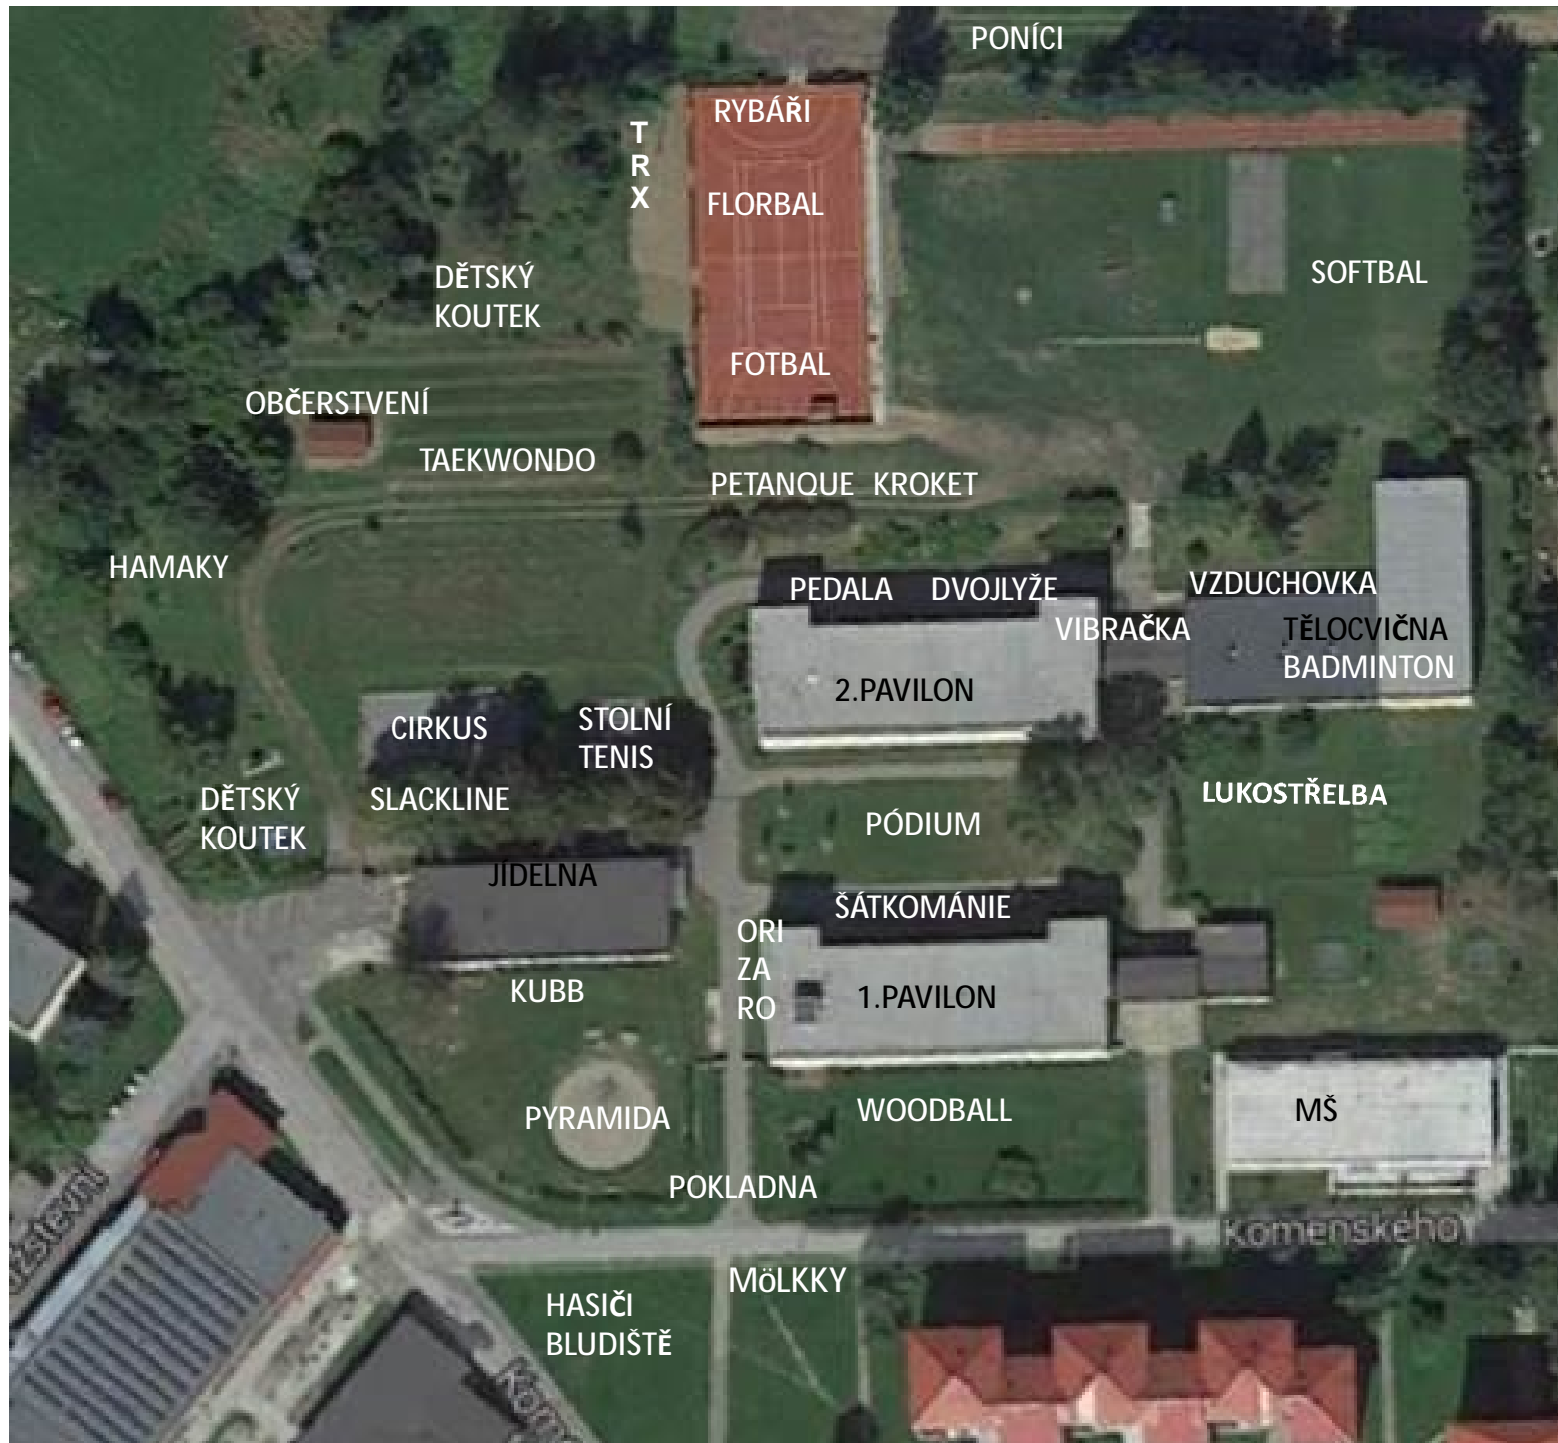 PONÍCI
RYBÁŘI
T
R
X
FLORBAL
DĚTSKÝ
KOUTEK
SOFTBAL
FOTBAL
OBČERSTVENÍ
TAEKWONDO
PETANQUE KROKET
HAMAKY
PEDALA DVOJLYŽE
VZDUCHOVKA
VIBRAČKA
TĚLOCVIČNA
BADMINTON
2.PAVILON
CIRKUS
STOLNÍ
TENIS
DĚTSKÝ
KOUTEK
SLACKLINE
LUKOSTŘELBA
PÓDIUM
JÍDELNA
ŠÁTKOMÁNIE
ORI
ZA
RO
KUBB
1.PAVILON
PYRAMIDA
WOODBALL
MŠ
POKLADNA
Komenského
MöLKKY
HASIČI
BLUDIŠTĚ